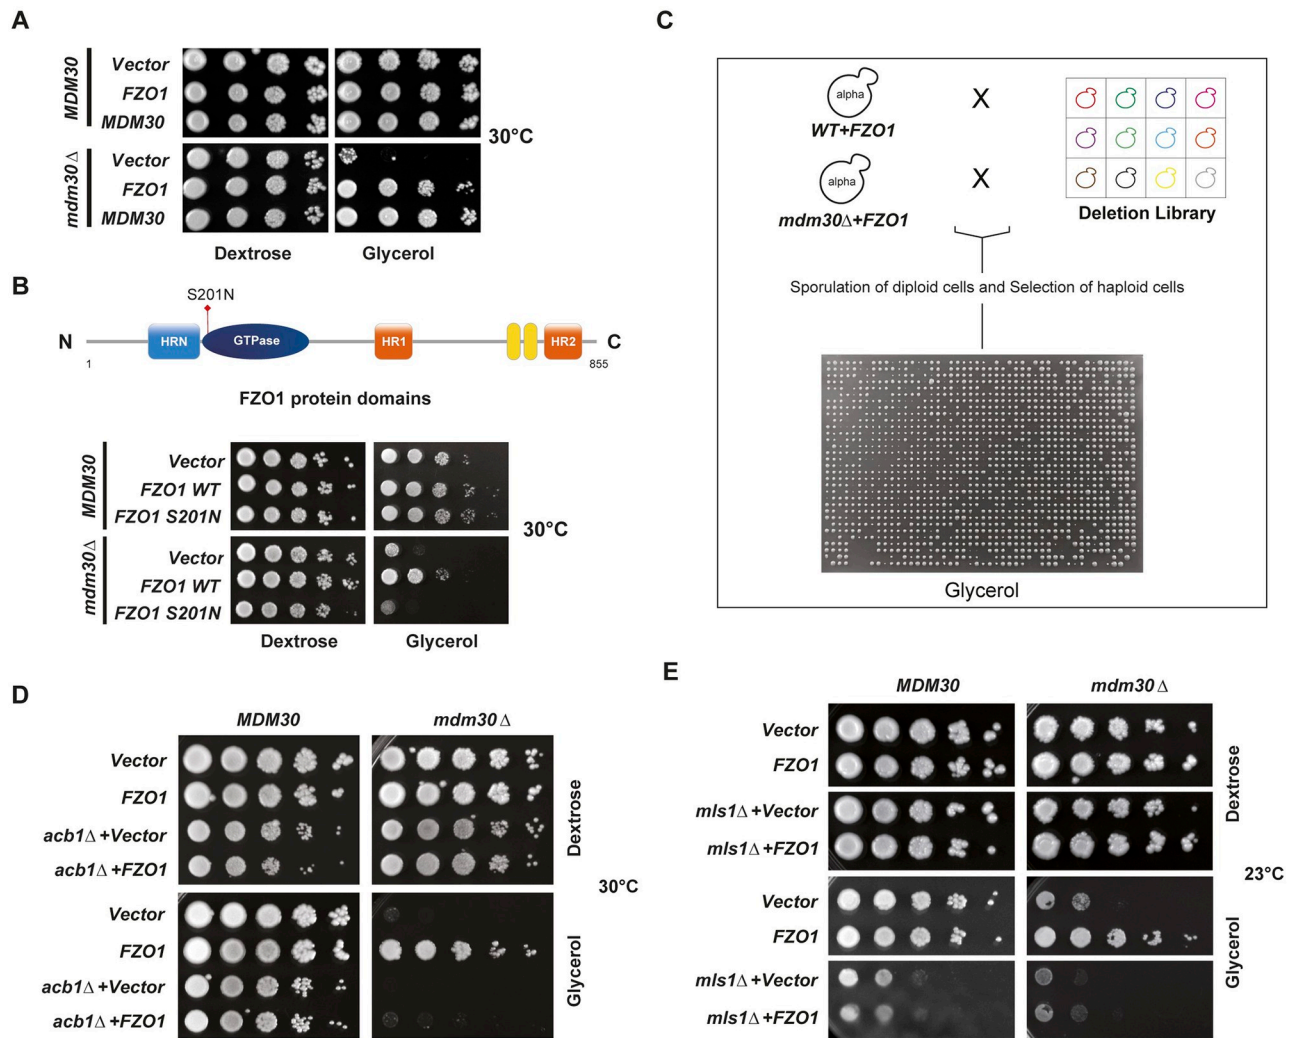 A
MDM30
Vector
FZO1
MDM30
mdm30Δ
Vector
FZO1
MDM30
30°C
Dextrose
Glycerol
B
S201N
N
HRN
GTPase
HR1
HR2
C
1
855
FZO1 protein domains
MDM30
Vector
FZO1 WT
FZO1 S201N
mdm30Δ
Vector
FZO1 WT
FZO1 S201N
30°C
Dextrose
Glycerol
C
alpha
X
WT+FZO1
alpha
X
mdm30Δ+FZO1
Deletion Library
Sporulation of diploid cells and Selection of haploid cells
Glycerol
D
MDM30
mdm30Δ
Vector
FZO1
acb1Δ+Vector
acb1Δ+FZO1
Dextrose
30°C
Vector
FZO1
acb1Δ+Vector
acb1Δ+FZO1
Glycerol
E
MDM30
mdm30Δ
Vector
FZO1
mls1Δ+Vector
mls1Δ+FZO1
Dextrose
23°C
Vector
FZO1
mls1Δ+Vector
mls1Δ+FZO1
Glycerol